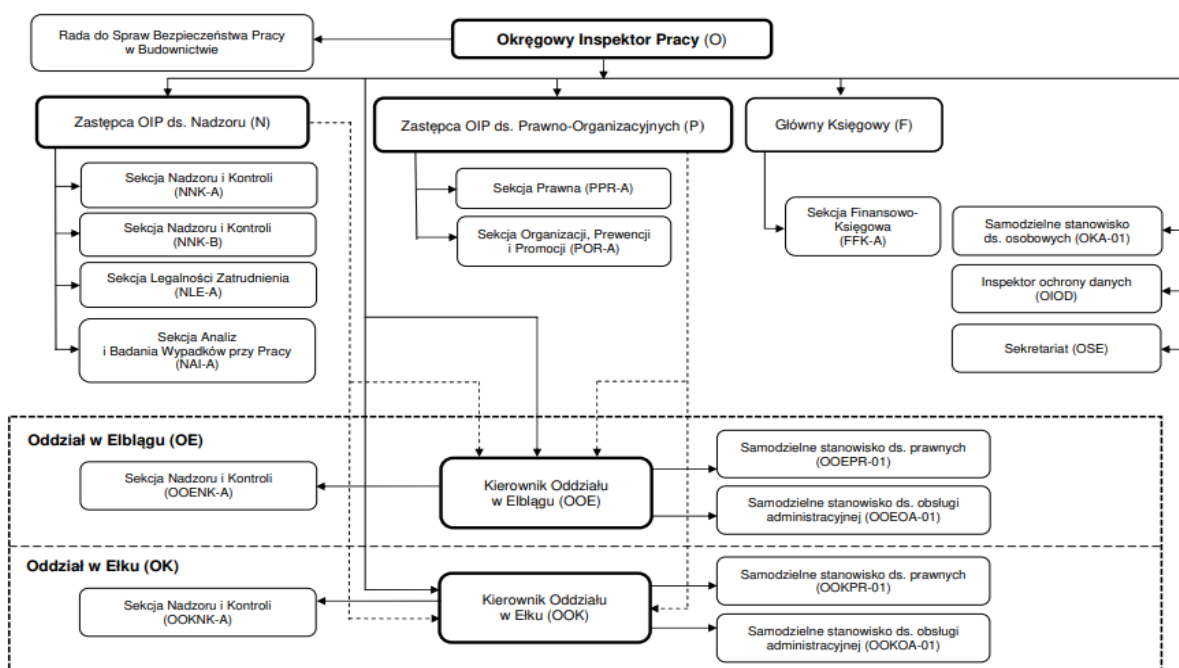 Rada do Spraw Bezpieczeństwa Pracy
w Budownictwie
Okręgowy Inspektor Pracy (O)
Zastępca OIP ds. Nadzoru (N)
Zastępca OIP ds. Prawno-Organizacyjnych (P)
Główny Księgowy (F)
Sekcja Nadzoru i Kontroli
(NNK-A)
Sekcja Nadzoru i Kontroli
(NNK-B)
Sekcja Legalności Zatrudnienia
(NLE-A)
Sekcja Analiz
i Badania Wypadków przy Pracy
(NAI-A)
Sekcja Prawna (PPR-A)
Sekcja Organizacji, Prewencji
i Promocji (POR-A)
Sekcja Finansowo-
Księgowa
(FFK-A)
Samodzielne stanowisko
ds. osobowych (OKA-01)
Inspektor ochrony danych
(OIOD)
Sekretariat (OSE)
Oddział w Elblągu (OE)
Sekcja Nadzoru i Kontroli
(OOENK-A)
Kierownik Oddziału
w Elblągu (OOE)
Samodzielne stanowisko ds. prawnych
(OOEPR-01)
Samodzielne stanowisko ds. obsługi
administracyjnej (OOEOA-01)
Oddział w Ełku (OK)
Sekcja Nadzoru i Kontroli
(OOKNK-A)
Kierownik Oddziału
w Ełku (OOK)
Samodzielne stanowisko ds. prawnych
(OOKPR-01)
Samodzielne stanowisko ds. obsługi
administracyjnej (OOKOA-01)